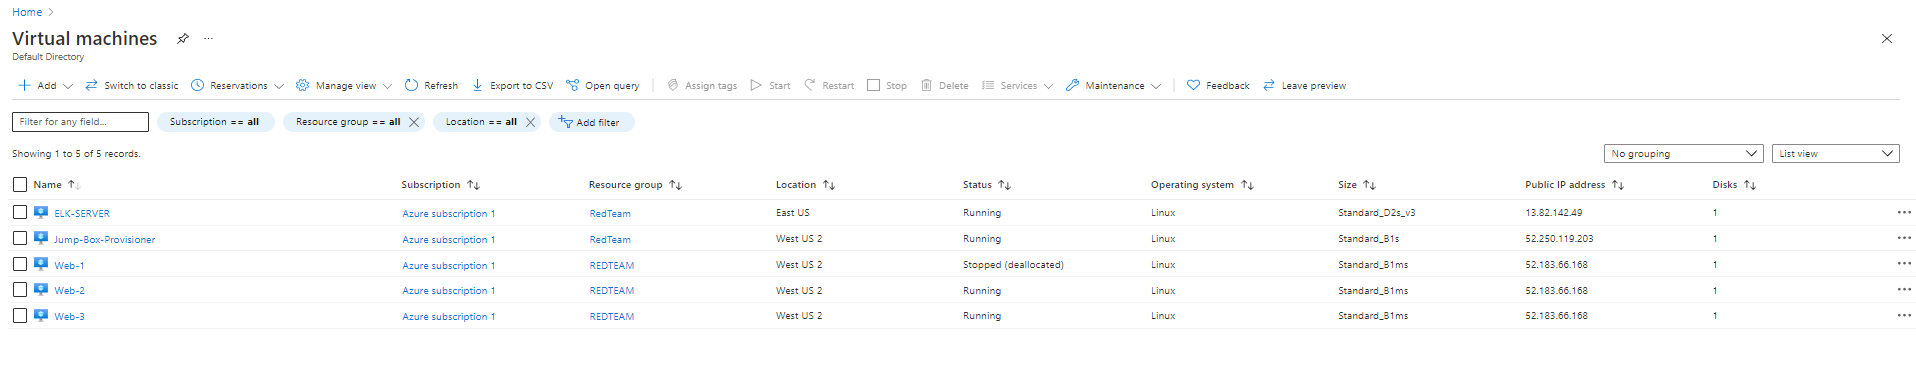 Home
Virtual machines
Default Directory
Add Switch to classic Reservations Manage view Refresh Export to CSV Open query Assign tags Start Restart Stop Delete Services Maintenance Feedback Leave preview
Filter for any field... Subscription == all Resource group == all Location == all Add filter
Showing 1 to 5 of 5 records. No grouping List view
Name Subscription Resource group Location Status Operating system Size Public IP address Disks
ELK-SERVER Azure subscription 1 RedTeam East US Running Linux Standard_D2s_v3 13.82.142.49 1
Jump-Box-Provisioner Azure subscription 1 RedTeam West US 2 Running Linux Standard_B1s 52.250.119.203 1
Web-1 Azure subscription 1 REDTEAM West US 2 Stopped (deallocated) Linux Standard_B1ms 52.183.66.168 1
Web-2 Azure subscription 1 REDTEAM West US 2 Running Linux Standard_B1ms 52.183.66.168 1
Web-3 Azure subscription 1 REDTEAM West US 2 Running Linux Standard_B1ms 52.183.66.168 1